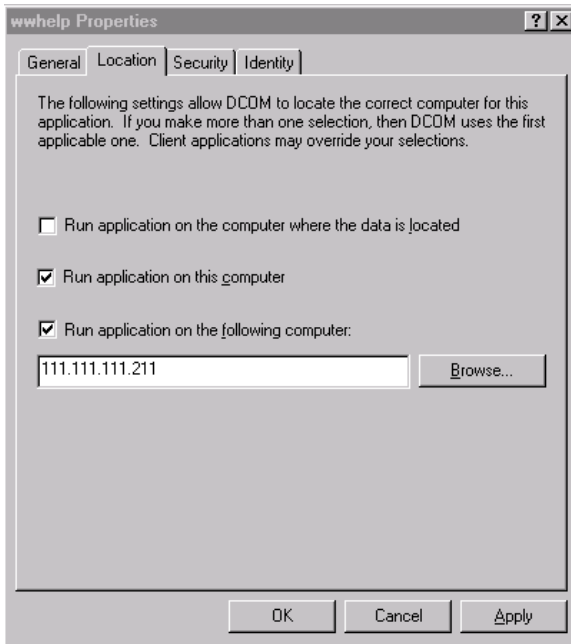 wwhelp Properties
General Location Security Identity
The following settings allow DCOM to locate the correct computer for this
application. If you make more than one selection, then DCOM uses the first
applicable one. Client applications may override your selections.
Run application on the computer where the data is located
Run application on this computer
Run application on the following computer:
111.111.111.211 Browse...
OK Cancel Apply